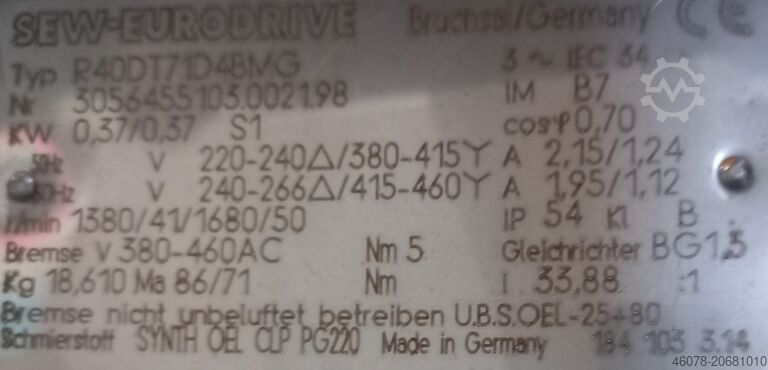 SEW-EURODRIVE Bruchsal/Germany CE
Typ R40DT71D4BMG 3 ~ IEC 34
Nr 3056455103.0021.98 IM B7
KW 0,37/0,37 S1 cosφ 0,70
50Hz V 220-240△/380-415Y A 2,15/1,24
60Hz V 240-266△/415-460Y A 1,95/1,12
r/min 1380/41/1680/50 IP 54 Kl B
Bremse V 380-460AC Nm 5 Gleichrichter BG1,5
Kg 18,610 Ma 86/71 Nm i 33,88 :1
Bremse nicht unbelüftet betreiben U.B.S.OEL-25+80
Schmierstoff SYNTH OEL CLP PG220 Made in Germany 184 103 3.14
46078-20681010